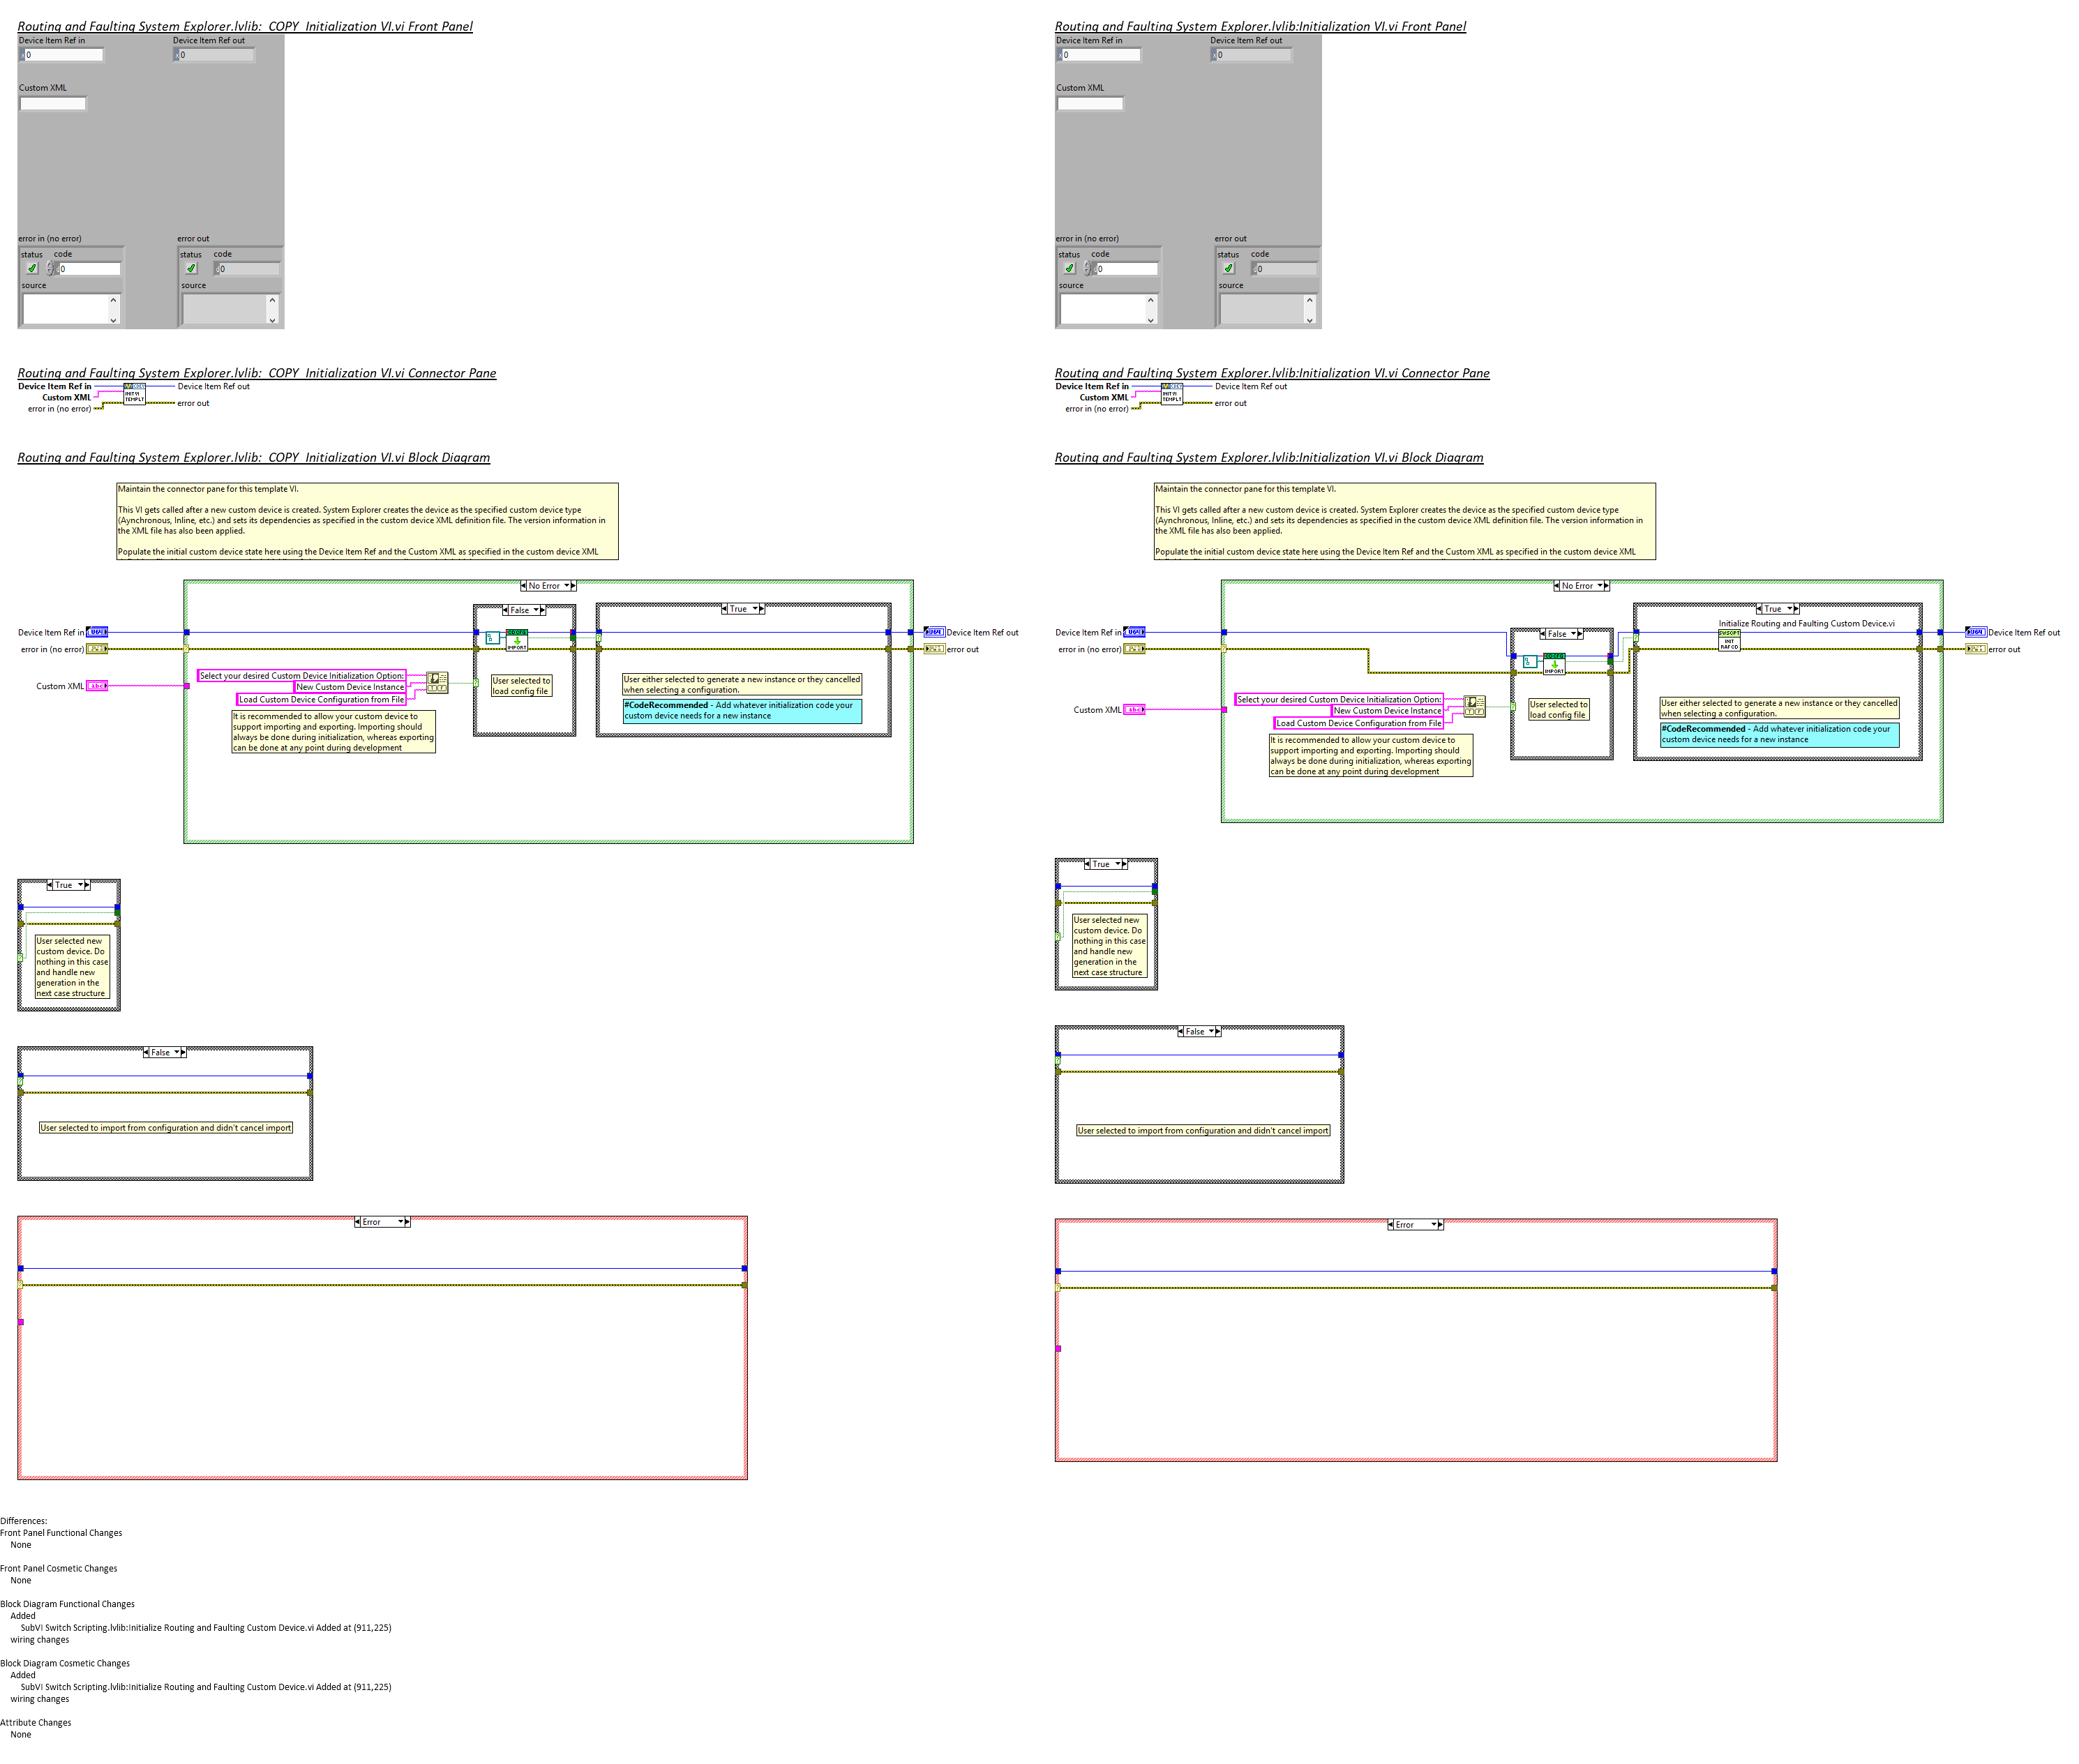 Routing and Faulting System Explorer.lvlib:  COPY  Initialization VI.vi Front Panel
Device Item Ref in
Device Item Ref out
0
0
Custom XML
error in (no error)
error out
status
code
status
code
0
0
source
source
Routing and Faulting System Explorer.lvlib:  COPY  Initialization VI.vi Connector Pane
Device Item Ref in
Device Item Ref out
Custom XML
error in (no error)
error out
INIT VI
TEMPLT
Routing and Faulting System Explorer.lvlib:  COPY  Initialization VI.vi Block Diagram
Maintain the connector pane for this template VI.
This VI gets called after a new custom device is created. System Explorer creates the device as the specified custom device type
(Aynchronous, Inline, etc.) and sets its dependencies as specified in the custom device XML definition file. The version information in
the XML file has also been applied.
Populate the initial custom device state here using the Device Item Ref and the Custom XML as specified in the custom device XML
No Error
False
True
Device Item Ref in
Device Item Ref out
error in (no error)
error out
IMPORT
Custom XML
abc
Select your desired Custom Device Initialization Option:
New Custom Device Instance
Load Custom Device Configuration from File
User selected to
load config file
User either selected to generate a new instance or they cancelled
when selecting a configuration.
#CodeRecommended - Add whatever initialization code your
custom device needs for a new instance
It is recommended to allow your custom device to
support importing and exporting. Importing should
always be done during initialization, whereas exporting
can be done at any point during development
True
User selected new
custom device. Do
nothing in this case
and handle new
generation in the
next case structure
False
User selected to import from configuration and didn't cancel import
Error
Routing and Faulting System Explorer.lvlib:Initialization VI.vi Front Panel
Device Item Ref in
Device Item Ref out
0
0
Custom XML
error in (no error)
error out
status
code
status
code
0
0
source
source
Routing and Faulting System Explorer.lvlib:Initialization VI.vi Connector Pane
Device Item Ref in
Device Item Ref out
Custom XML
error in (no error)
error out
INIT VI
TEMPLT
Routing and Faulting System Explorer.lvlib:Initialization VI.vi Block Diagram
Maintain the connector pane for this template VI.
This VI gets called after a new custom device is created. System Explorer creates the device as the specified custom device type
(Aynchronous, Inline, etc.) and sets its dependencies as specified in the custom device XML definition file. The version information in
the XML file has also been applied.
Populate the initial custom device state here using the Device Item Ref and the Custom XML as specified in the custom device XML
No Error
True
Initialize Routing and Faulting Custom Device.vi
False
Device Item Ref in
Device Item Ref out
error in (no error)
error out
INIT
RAF CD
IMPORT
Custom XML
abc
Select your desired Custom Device Initialization Option:
New Custom Device Instance
Load Custom Device Configuration from File
User selected to
load config file
User either selected to generate a new instance or they cancelled
when selecting a configuration.
#CodeRecommended - Add whatever initialization code your
custom device needs for a new instance
It is recommended to allow your custom device to
support importing and exporting. Importing should
always be done during initialization, whereas exporting
can be done at any point during development
True
User selected new
custom device. Do
nothing in this case
and handle new
generation in the
next case structure
False
User selected to import from configuration and didn't cancel import
Error
Differences:
Front Panel Functional Changes
None
Front Panel Cosmetic Changes
None
Block Diagram Functional Changes
Added
SubVI Switch Scripting.lvlib:Initialize Routing and Faulting Custom Device.vi Added at (911,225)
wiring changes
Block Diagram Cosmetic Changes
Added
SubVI Switch Scripting.lvlib:Initialize Routing and Faulting Custom Device.vi Added at (911,225)
wiring changes
Attribute Changes
None